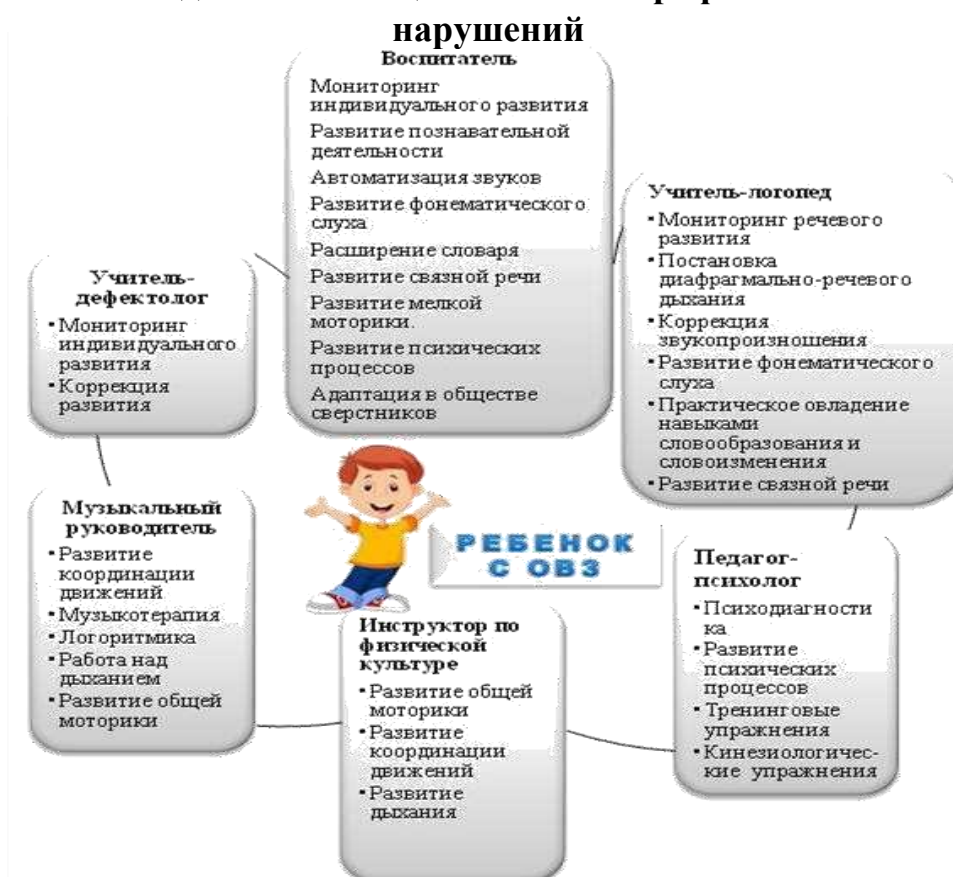 нарушений
Воспитатель
Мониторинг
индивидуального развития
Развитие познавательной
деятельности
Автоматизация звуков
Развитие фонематического
слуха
Расширение словаря
Развитие связной речи
Развитие мелкой
моторики.
Развитие психических
процессов
Адаптация в обществе
сверстников
Учитель-логопед
• Мониторинг речевого
развития
• Постановка
диафрагмально-речевого
дыхания
• Коррекция
звукопроизношения
• Развитие фонематического
слуха
• Практическое овладение
навыками
словообразования и
словоизменения
• Развитие связной речи
Педагог-
психолог
• Психодиагности
ка
• Развитие
психических
процессов
• Тренинговые
упражнения
• Кинезиологичес-
кие упражнения
Инструктор по
физической
культуре
• Развитие общей
моторики
• Развитие
координации
движений
• Развитие
дыхания
Музыкальный
руководитель
• Развитие
координации
движений
• Музыкотерапия
• Логоритмика
• Работа над
дыханием
• Развитие общей
моторики
Учитель-
дефектолог
• Мониторинг
индивидуального
развития
• Коррекция
развития
РЕБЕНОК
С ОВЗ